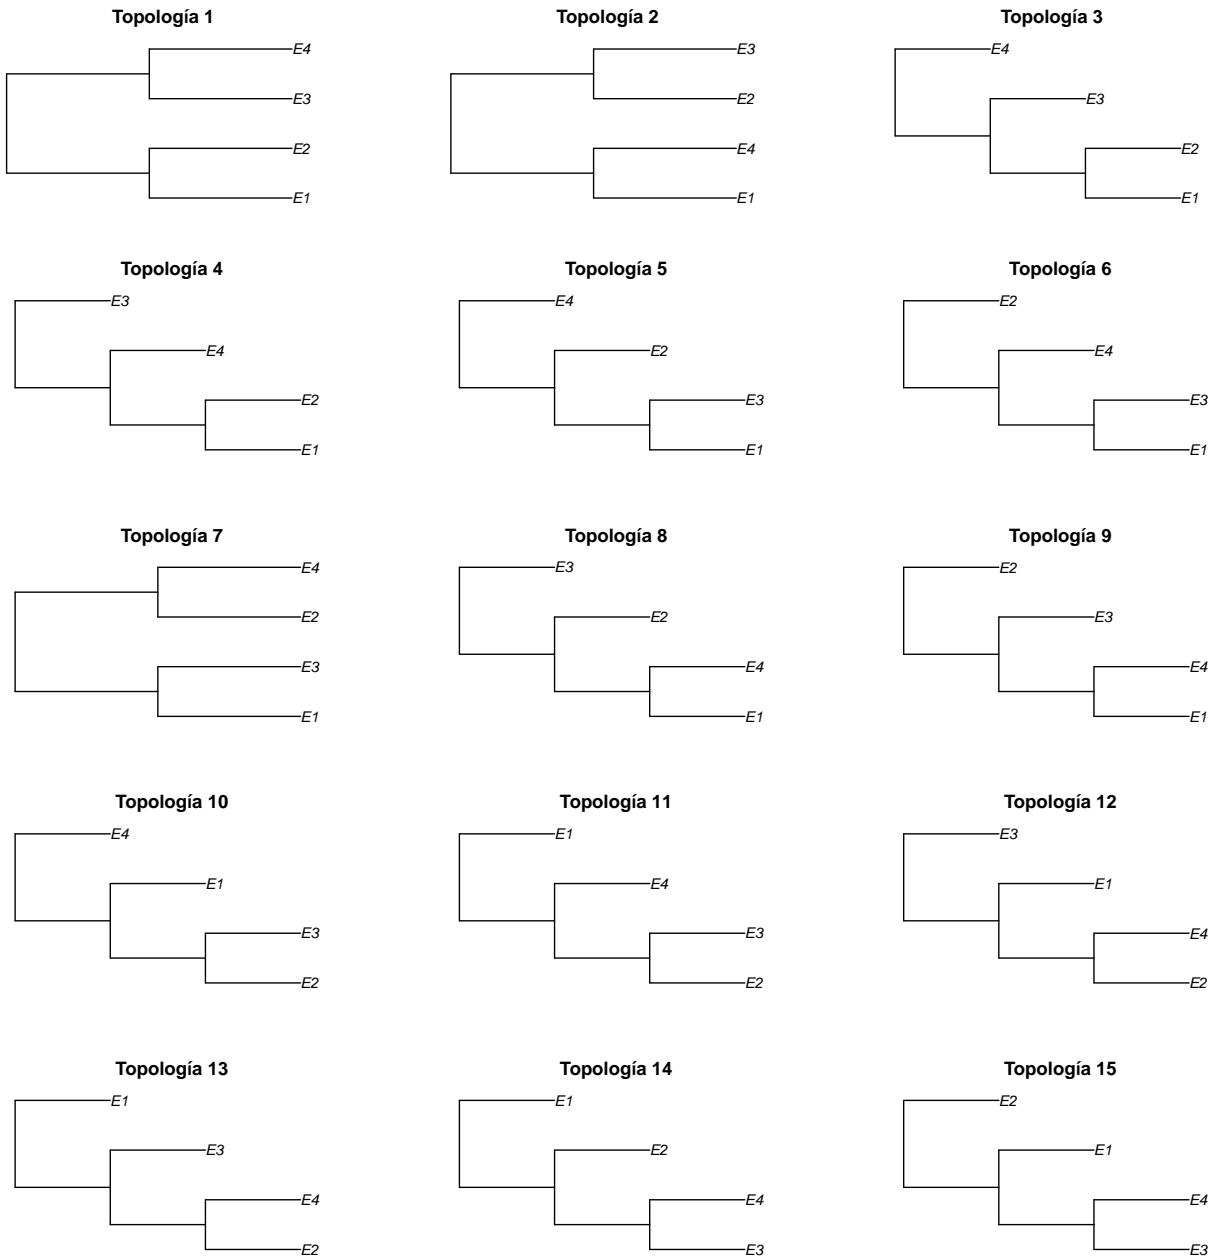 Topología 1
E4
E3
E2
E1
Topología 2
E3
E2
E4
E1
Topología 3
E4
E3
E2
E1
Topología 4
E3
E4
E2
E1
Topología 5
E4
E2
E3
E1
Topología 6
E2
E4
E3
E1
Topología 7
E4
E2
E3
E1
Topología 8
E3
E2
E4
E1
Topología 9
E2
E3
E4
E1
Topología 10
E4
E1
E3
E2
Topología 11
E1
E4
E3
E2
Topología 12
E3
E1
E4
E2
Topología 13
E1
E3
E4
E2
Topología 14
E1
E2
E4
E3
Topología 15
E2
E1
E4
E3